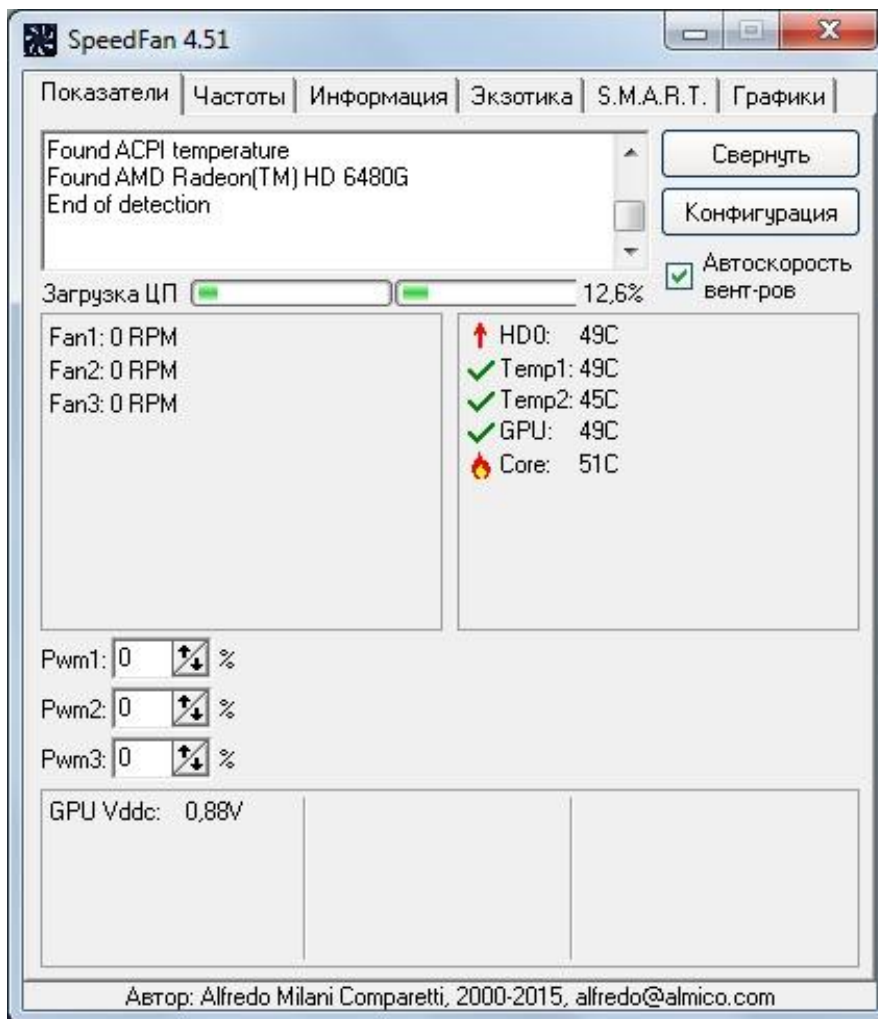 SpeedFan 4.51
Показатели Частоты Информация Экзотика S.M.A.R.T. Графики
Found ACPI temperature
Found AMD Radeon(TM) HD 6480G
End of detection
Свернуть
Конфигурация
Автоскорость
вент-ров
Загрузка ЦП 12,6%
Fan1: 0 RPM
Fan2: 0 RPM
Fan3: 0 RPM
HD0: 49C
Temp1: 49C
Temp2: 45C
GPU: 49C
Core: 51C
Pwm1: 0 %
Pwm2: 0 %
Pwm3: 0 %
GPU Vddc: 0,88V
Автор: Alfredo Milani Comparetti, 2000-2015, alfredo@almico.com